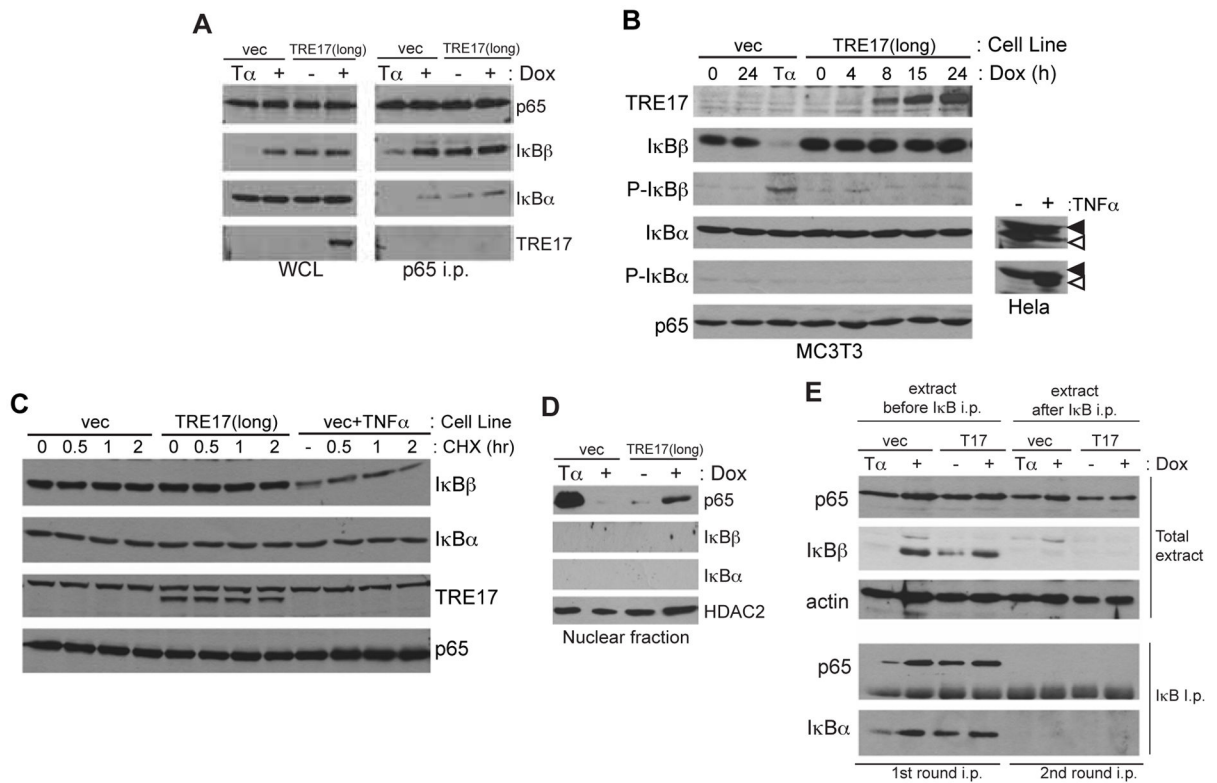 A
vec TRE17(long) vec TRE17(long)
Tα + - + Tα + - + : Dox
p65
IκBβ
IκBα
TRE17
WCL p65 i.p.
B
vec TRE17(long) : Cell Line
0 24 Tα 0 4 8 15 24 : Dox (h)
TRE17
IκBβ
P-IκBβ
IκBα
P-IκBα
p65
MC3T3
- + :TNFα
Hela
C
vec TRE17(long) vec+TNFα : Cell Line
0 0.5 1 2 0 0.5 1 2 - 0.5 1 2 : CHX (hr)
IκBβ
IκBα
TRE17
p65
D
vec TRE17(long)
Tα + - + : Dox
p65
IκBβ
IκBα
HDAC2
Nuclear fraction
E
extract before IκB i.p.
extract after IκB i.p.
vec T17 vec T17
Tα + - + Tα + - + : Dox
p65
IκBβ
actin
Total extract
p65
IκBα
IκB I.p.
1st round i.p. 2nd round i.p.